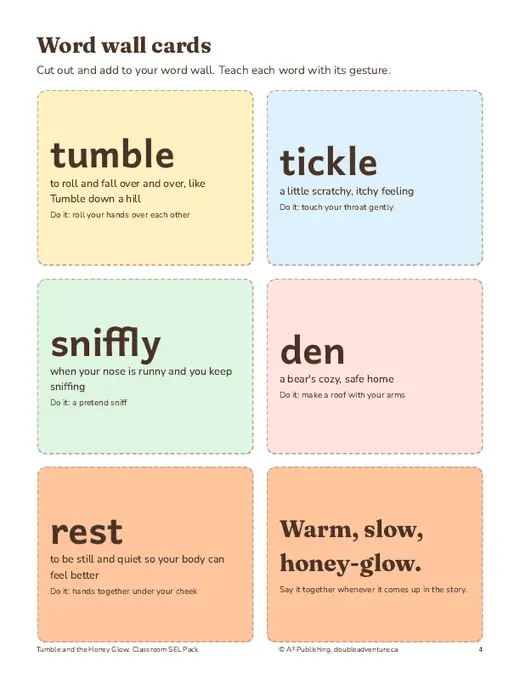 Word wall cards
Cut out and add to your word wall. Teach each word with its gesture.
tumble
to roll and fall over and over, like
Tumble down a hill
Do it: roll your hands over each other
tickle
a little scratchy, itchy feeling
Do it: touch your throat gently
sniffly
when your nose is runny and you keep
sniffing
Do it: a pretend sniff
den
a bear's cozy, safe home
Do it: make a roof with your arms
rest
to be still and quiet so your body can
feel better
Do it: hands together under your cheek
Warm, slow,
honey-glow.
Say it together whenever it comes up in the story.
Tumble and the Honey Glow. Classroom SEL Pack
© A² Publishing, doubleadventure.ca
4